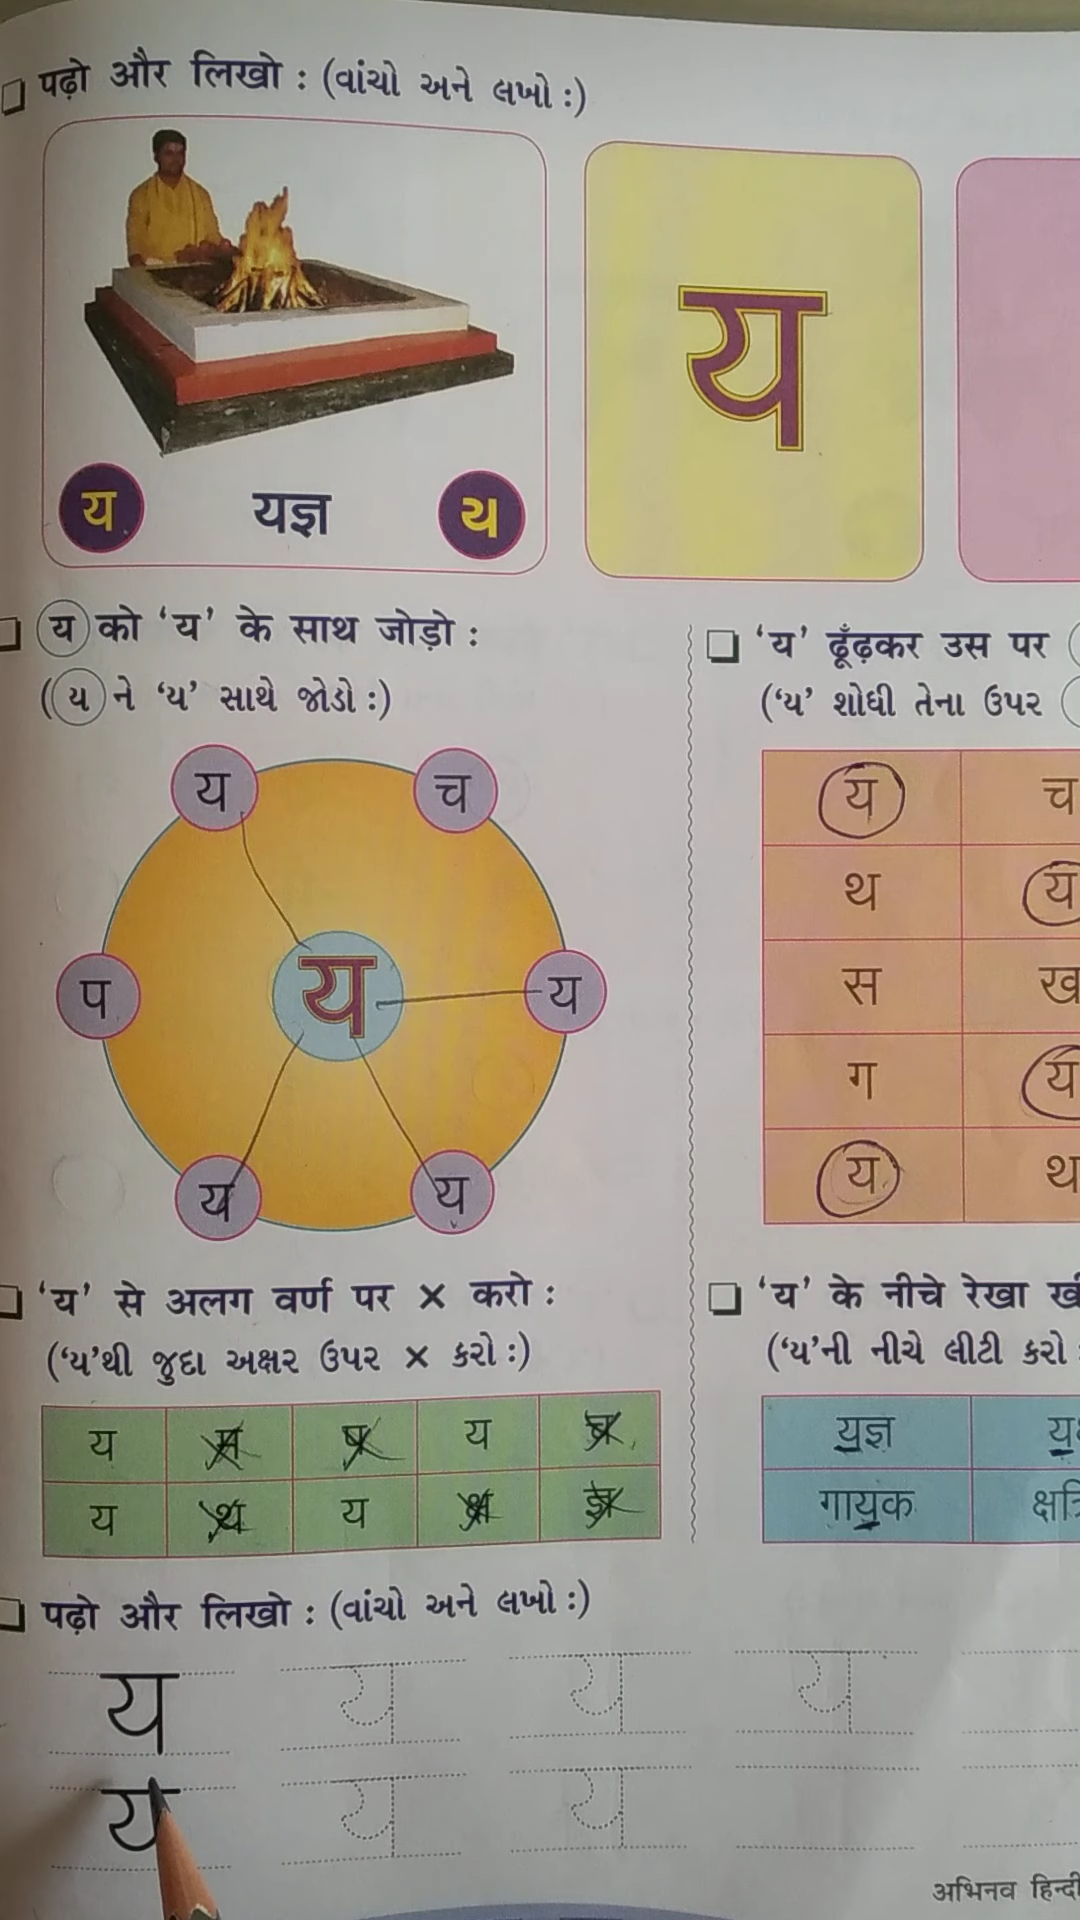 पढ़ो और लिखो : (વાંચો અને લખો :)
य
य यज्ञ ય
य को 'य' के साथ जोड़ो :
(ય ને 'ય' સાથે જોડો :)
य च
प य य
य य
'य' ढूँढ़कर उस पर
('ય' શોધી તેના ઉપર
य च
थ य
स ख
ग य
य थ
'य' से अलग वर्ण पर × करो :
('ય'થી જુદા અક્ષર ઉપર × કરો :)
य य
य थ य
'य' के नीचे रेखा
('ય'ની નીચે લીટી કરો
यज्ञ
गायक
पढ़ो और लिखो : (વાંચો અને લખો :)
य य य य
य य य
अभिनव हिन्दी